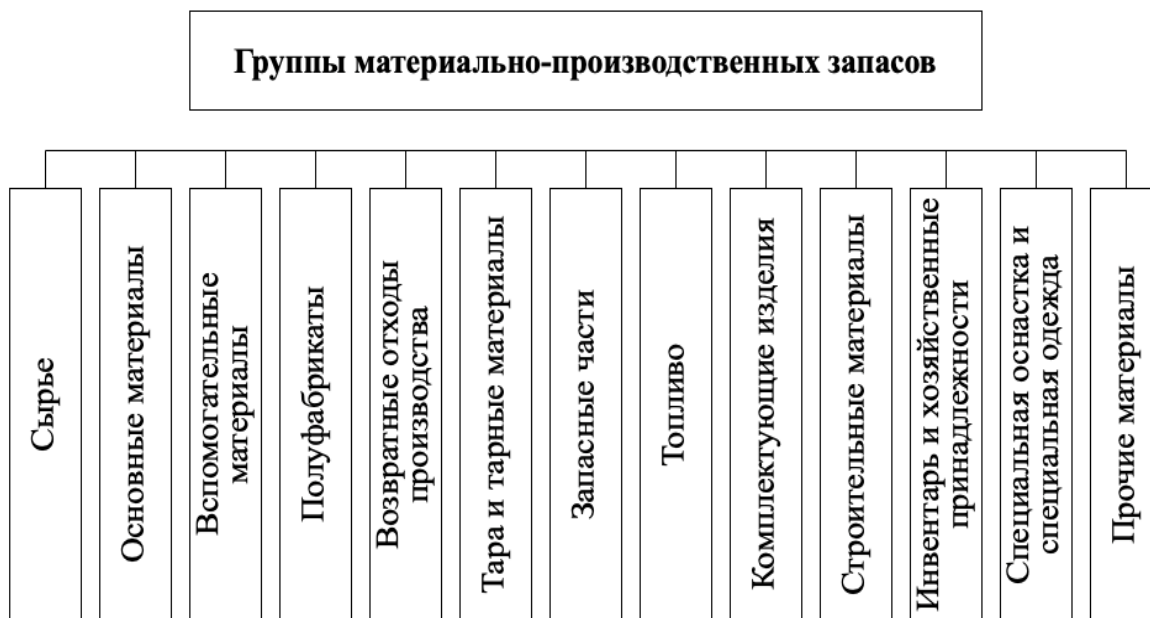 Группы материально-производственных запасов
Сырье
Основные материалы
Вспомогательные
материалы
Полуфабрикаты
Возвратные отходы
производства
Тара и тарные материалы
Запасные части
Топливо
Комплектующие изделия
Строительные материалы
Инвентарь и хозяйственные
принадлежности
Специальная оснастка и
специальная одежда
Прочие материалы